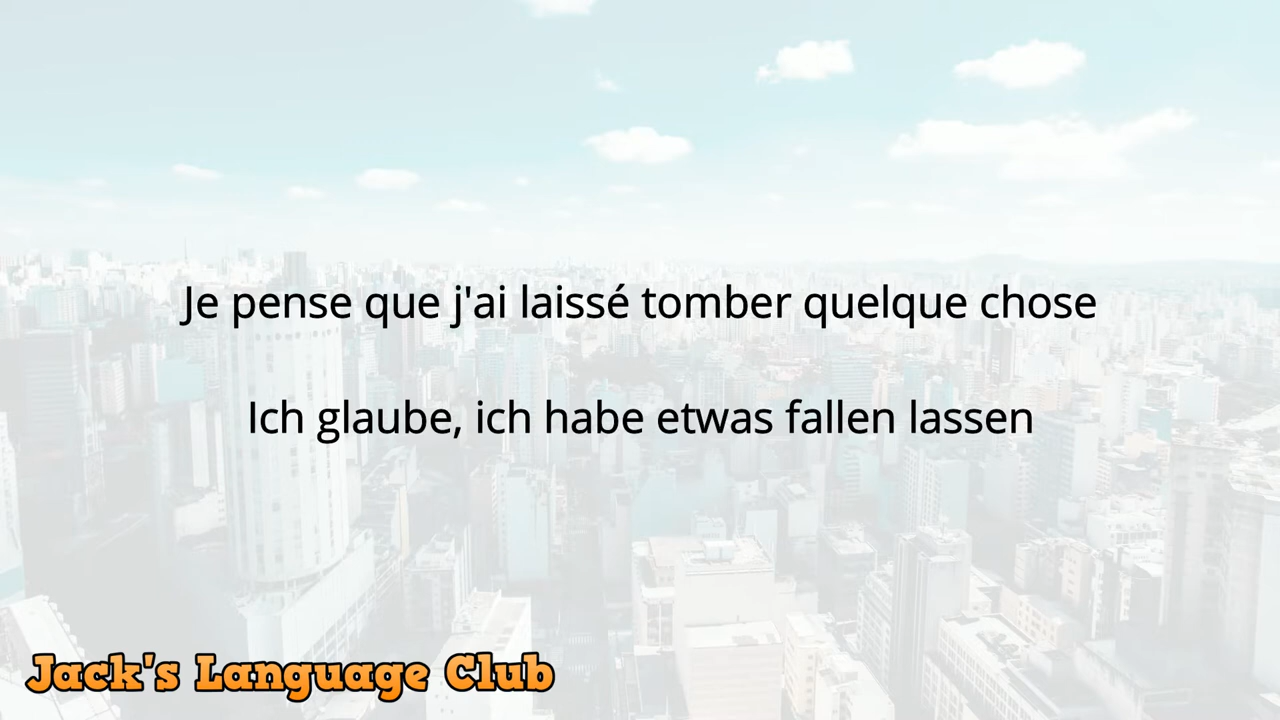 Je pense que j'ai laissé tomber quelque chose
Ich glaube, ich habe etwas fallen lassen
Jack's Language Club